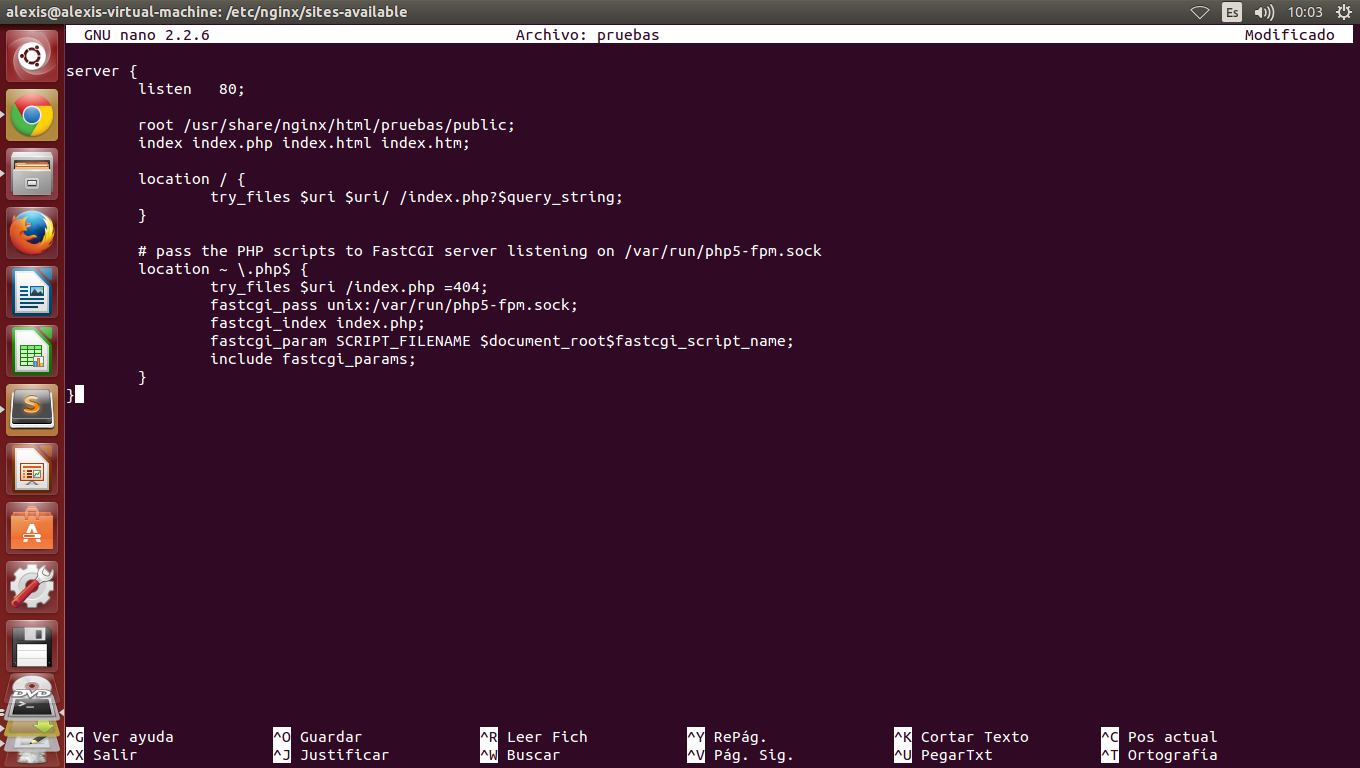 alexis@alexis-virtual-machine: /etc/nginx/sites-available Es 10:03
GNU nano 2.2.6 Archivo: pruebas Modificado
server {
listen   80;
root /usr/share/nginx/html/pruebas/public;
index index.php index.html index.htm;
location / {
try_files $uri $uri/ /index.php?$query_string;
}
# pass the PHP scripts to FastCGI server listening on /var/run/php5-fpm.sock
location ~ \.php$ {
try_files $uri /index.php =404;
fastcgi_pass unix:/var/run/php5-fpm.sock;
fastcgi_index index.php;
fastcgi_param SCRIPT_FILENAME $document_root$fastcgi_script_name;
include fastcgi_params;
}
}
^G Ver ayuda ^O Guardar ^R Leer Fich ^Y RePág. ^K Cortar Texto ^C Pos actual
^X Salir ^J Justificar ^W Buscar ^V Pág. Sig. ^U PegarTxt ^T Ortografía
DVD
>_